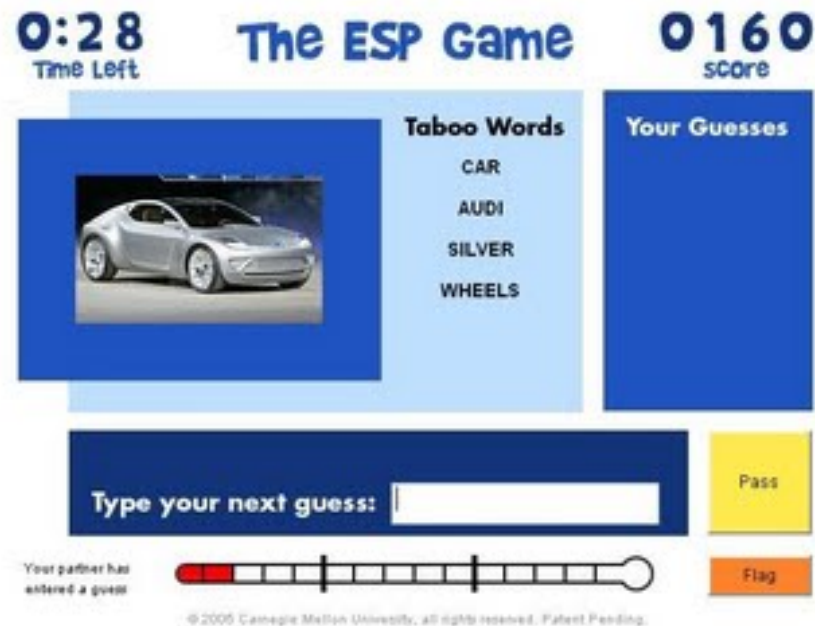 0:28
Time Left
The ESP Game
0160
score
Taboo Words
CAR
AUDI
SILVER
WHEELS
Your Guesses
Type your next guess:
Pass
Your partner has
entered a guess
Flag
©2005 Carnegie Mellon University, all rights reserved. Patent Pending.